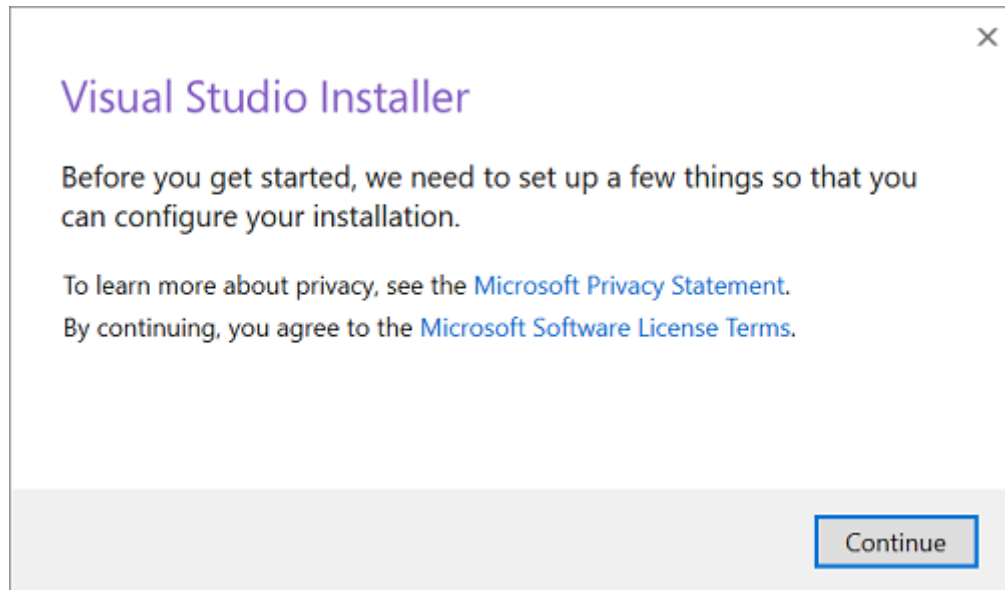 Visual Studio Installer
Before you get started, we need to set up a few things so that you
can configure your installation.
To learn more about privacy, see the Microsoft Privacy Statement.
By continuing, you agree to the Microsoft Software License Terms.
Continue